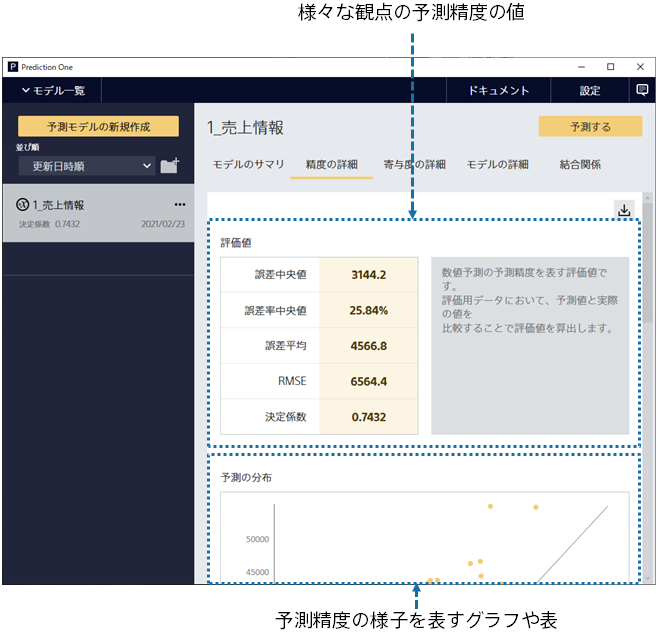 様々な観点の予測精度の値
Prediction One
モデル一覧
ドキュメント
設定
予測モデルの新規作成
並び順
更新日時順
1_売上情報
決定係数 0.7432
2021/02/23
1_売上情報
予測する
モデルのサマリ
精度の詳細
寄与度の詳細
モデルの詳細
結合関係
評価値
誤差中央値 3144.2
誤差率中央値 25.84%
誤差平均 4566.8
RMSE 6564.4
決定係数 0.7432
数値予測の予測精度を表す評価値で
す。
評価用データにおいて、予測値と実際
の値を
比較することで評価値を算出します。
予測の分布
50000
45000
予測精度の様子を表すグラフや表